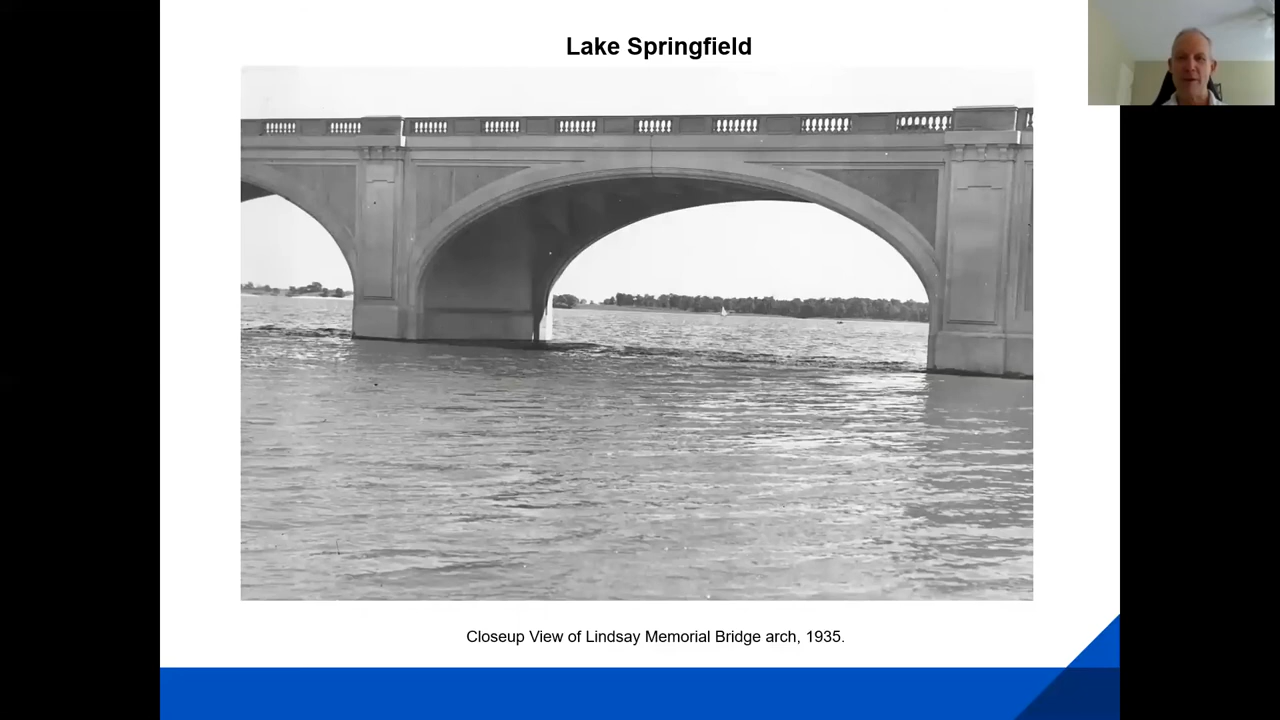 Lake Springfield
Closeup View of Lindsay Memorial Bridge arch, 1935.